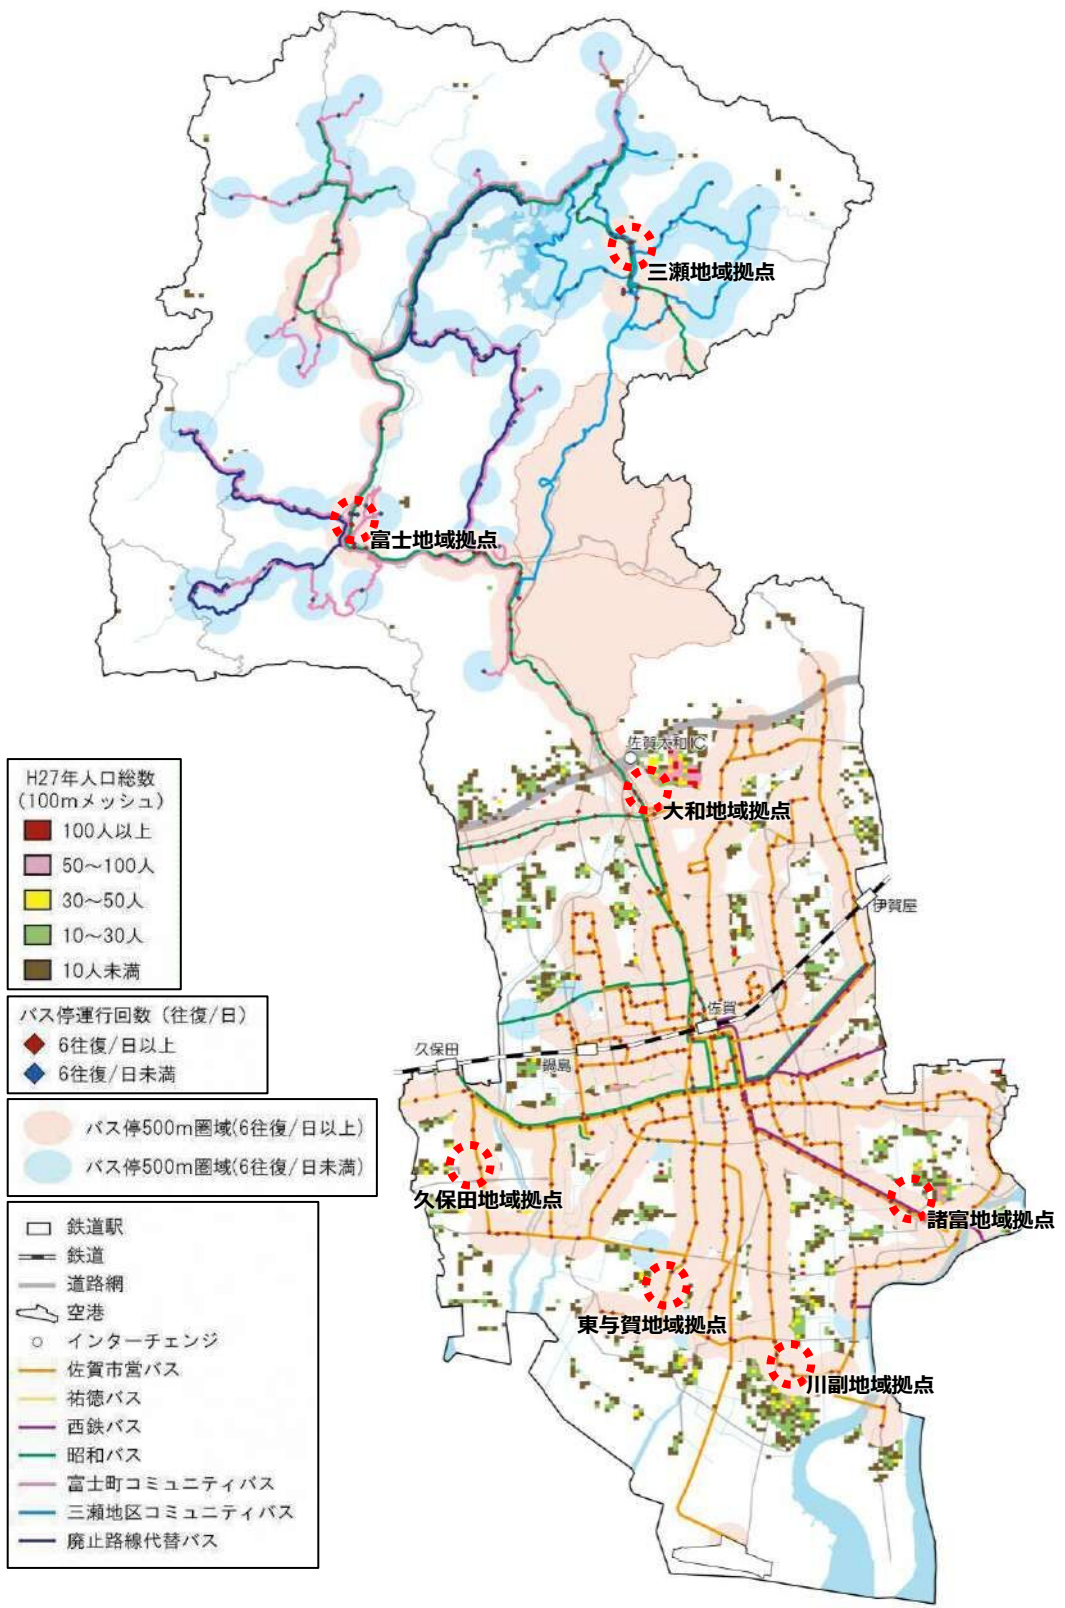 三瀬地域拠点
富士地域拠点
佐賀大和IC
大和地域拠点
伊賀屋
佐賀
久保田
鍋島
久保田地域拠点
諸富地域拠点
東与賀地域拠点
川副地域拠点
H27年人口総数
(100mメッシュ)
100人以上
50～100人
30～50人
10～30人
10人未満
バス停運行回数（往復/日）
6往復/日以上
6往復/日未満
バス停500m圏域(6往復/日以上)
バス停500m圏域(6往復/日未満)
鉄道駅
鉄道
道路網
空港
インターチェンジ
佐賀市営バス
祐徳バス
西鉄バス
昭和バス
富士町コミュニティバス
三瀬地区コミュニティバス
廃止路線代替バス